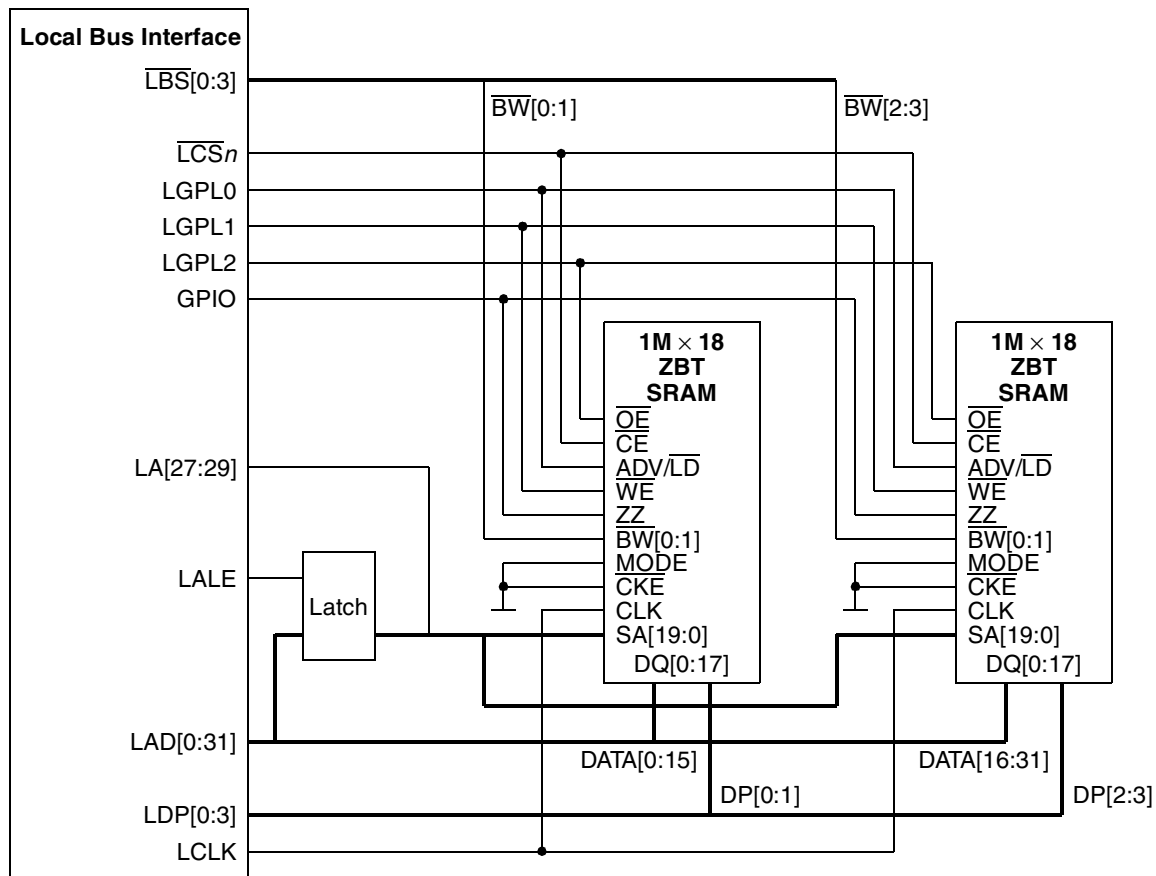 Local Bus Interface
LBS[0:3]
BW[0:1]
BW[2:3]
LCSn
LGPL0
LGPL1
LGPL2
GPIO
LA[27:29]
LALE
Latch
LAD[0:31]
LDP[0:3]
LCLK
1M × 18
ZBT
SRAM
OE
CE
ADV/LD
WE
ZZ
BW[0:1]
MODE
CKE
CLK
SA[19:0]
DQ[0:17]
1M × 18
ZBT
SRAM
OE
CE
ADV/LD
WE
ZZ
BW[0:1]
MODE
CKE
CLK
SA[19:0]
DQ[0:17]
DATA[0:15]
DATA[16:31]
DP[0:1]
DP[2:3]